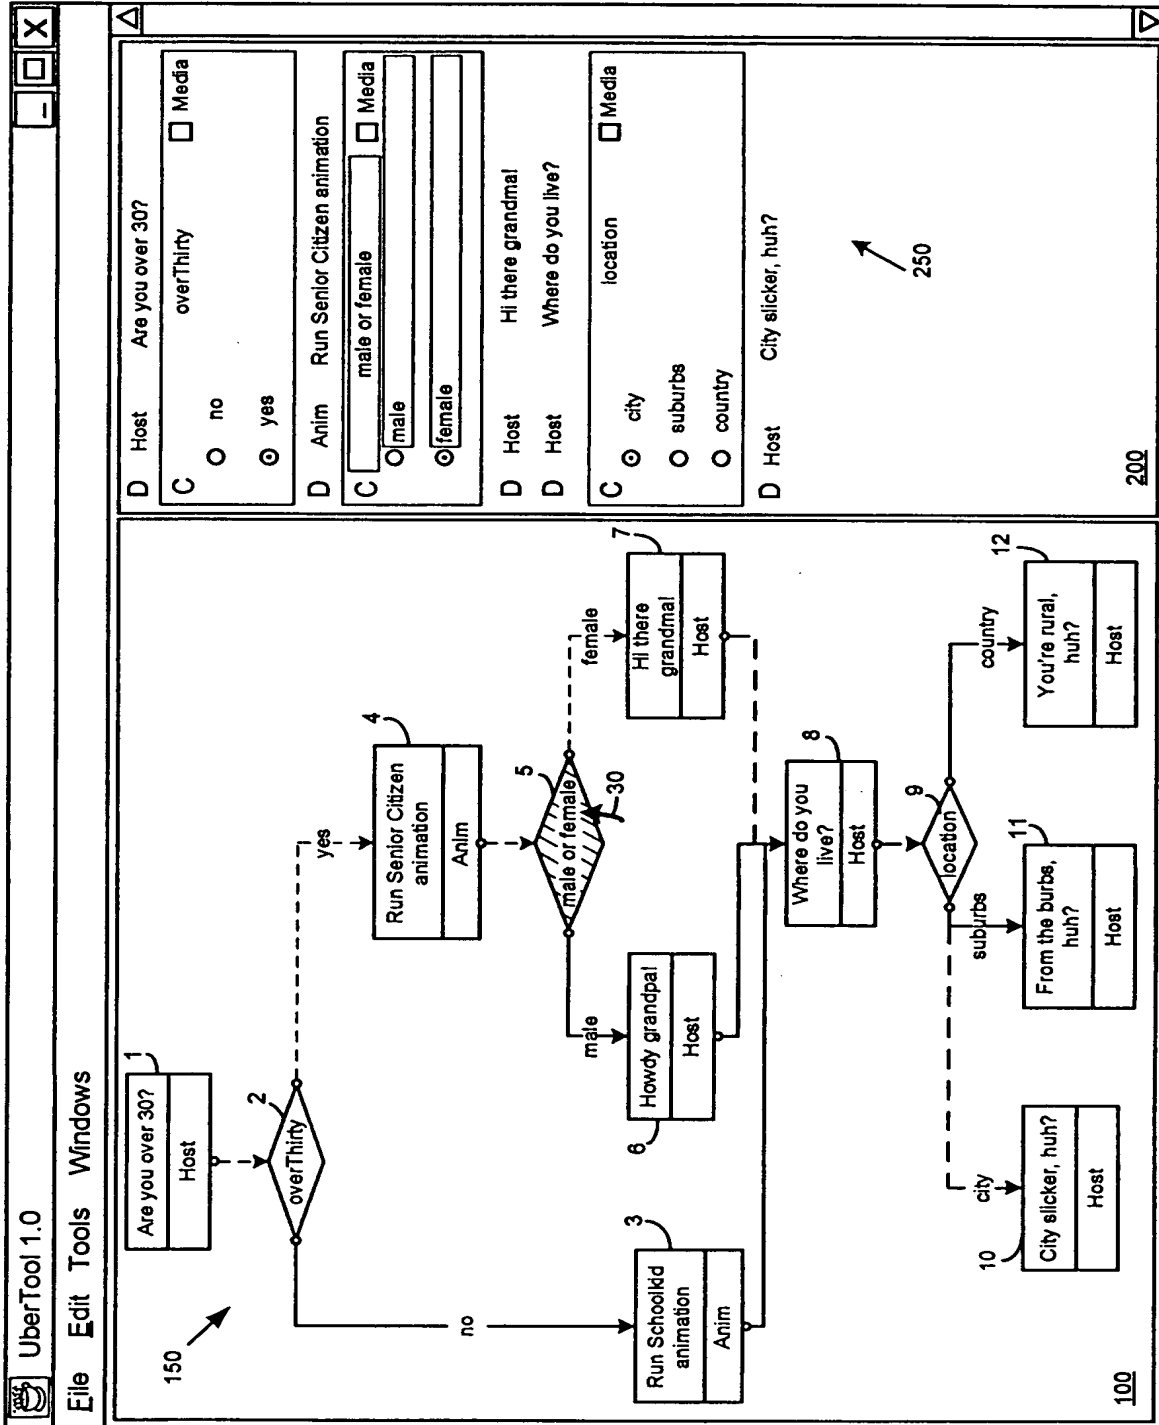 UberTool 1.0
_ X
File Edit Tools Windows
150
Are you over 30?
Host
1
overThirty
2
no
yes
Run Schoolkid
animation
Anim
3
Run Senior Citizen
animation
Anim
4
male or female
5
30
male
female
Howdy grandpa!
Host
6
Hi there
grandma!
Host
7
Where do you
live?
Host
8
location
9
city
suburbs
country
City slicker, huh?
Host
10
From the burbs,
huh?
Host
11
You're rural,
huh?
Host
12
100
D Host Are you over 30?
C overThirty Media
no
yes
D Anim Run Senior Citizen animation
C male or female Media
male
female
D Host Hi there grandma!
D Host Where do you live?
C location Media
city
suburbs
country
D Host City slicker, huh?
250
200